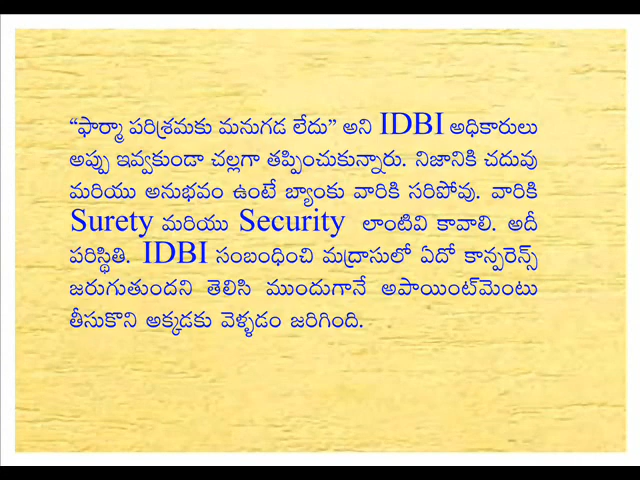 “ఫార్మా పరిశ్రమకు మనుగడ లేదు” అని IDBI అధికారులు
అప్పు ఇవ్వకుండా చల్లగా తప్పించుకున్నారు. నిజానికి చదువు
మరియు అనుభవం ఉంటే బ్యాంకు వారికి సరిపోవు. వారికి
Surety మరియు Security లాంటివి కావాలి. అదీ
పరిస్థితి. IDBI సంబంధించి మద్రాసులో ఏదో కాన్పరెన్స్
జరుగుతుందని తెలిసి ముందుగానే అపాయింట్‌మెంటు
తీసుకొని అక్కడకు వెళ్ళడం జరిగింది.